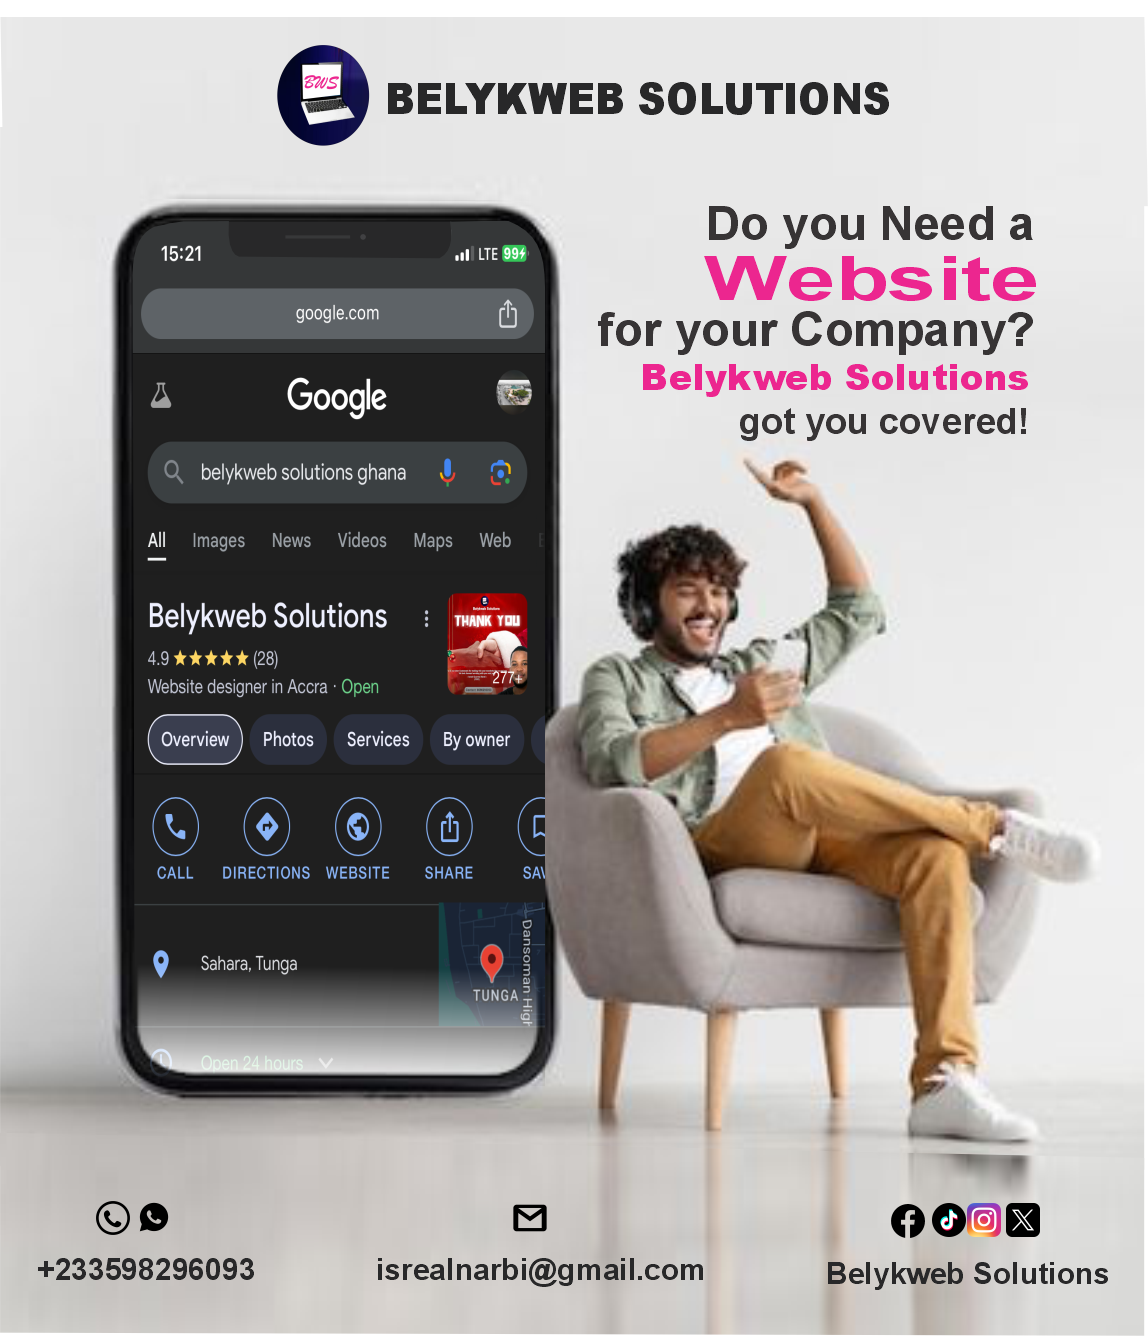 BWS
BELYKWEB SOLUTIONS
Do you Need a
Website
for your Company?
Belykweb Solutions
got you covered!
15:21
LTE 99
google.com
Google
belykweb solutions ghana
All Images News Videos Maps Web
Belykweb Solutions
4.9 (28)
Website designer in Accra · Open
Belykweb Solutions
THANK YOU
277+
Overview Photos Services By owner
CALL DIRECTIONS WEBSITE SHARE SAV
Sahara, Tunga
TUNGA
Dansoman High
Open 24 hours
+233598296093
isrealnarbi@gmail.com
Belykweb Solutions